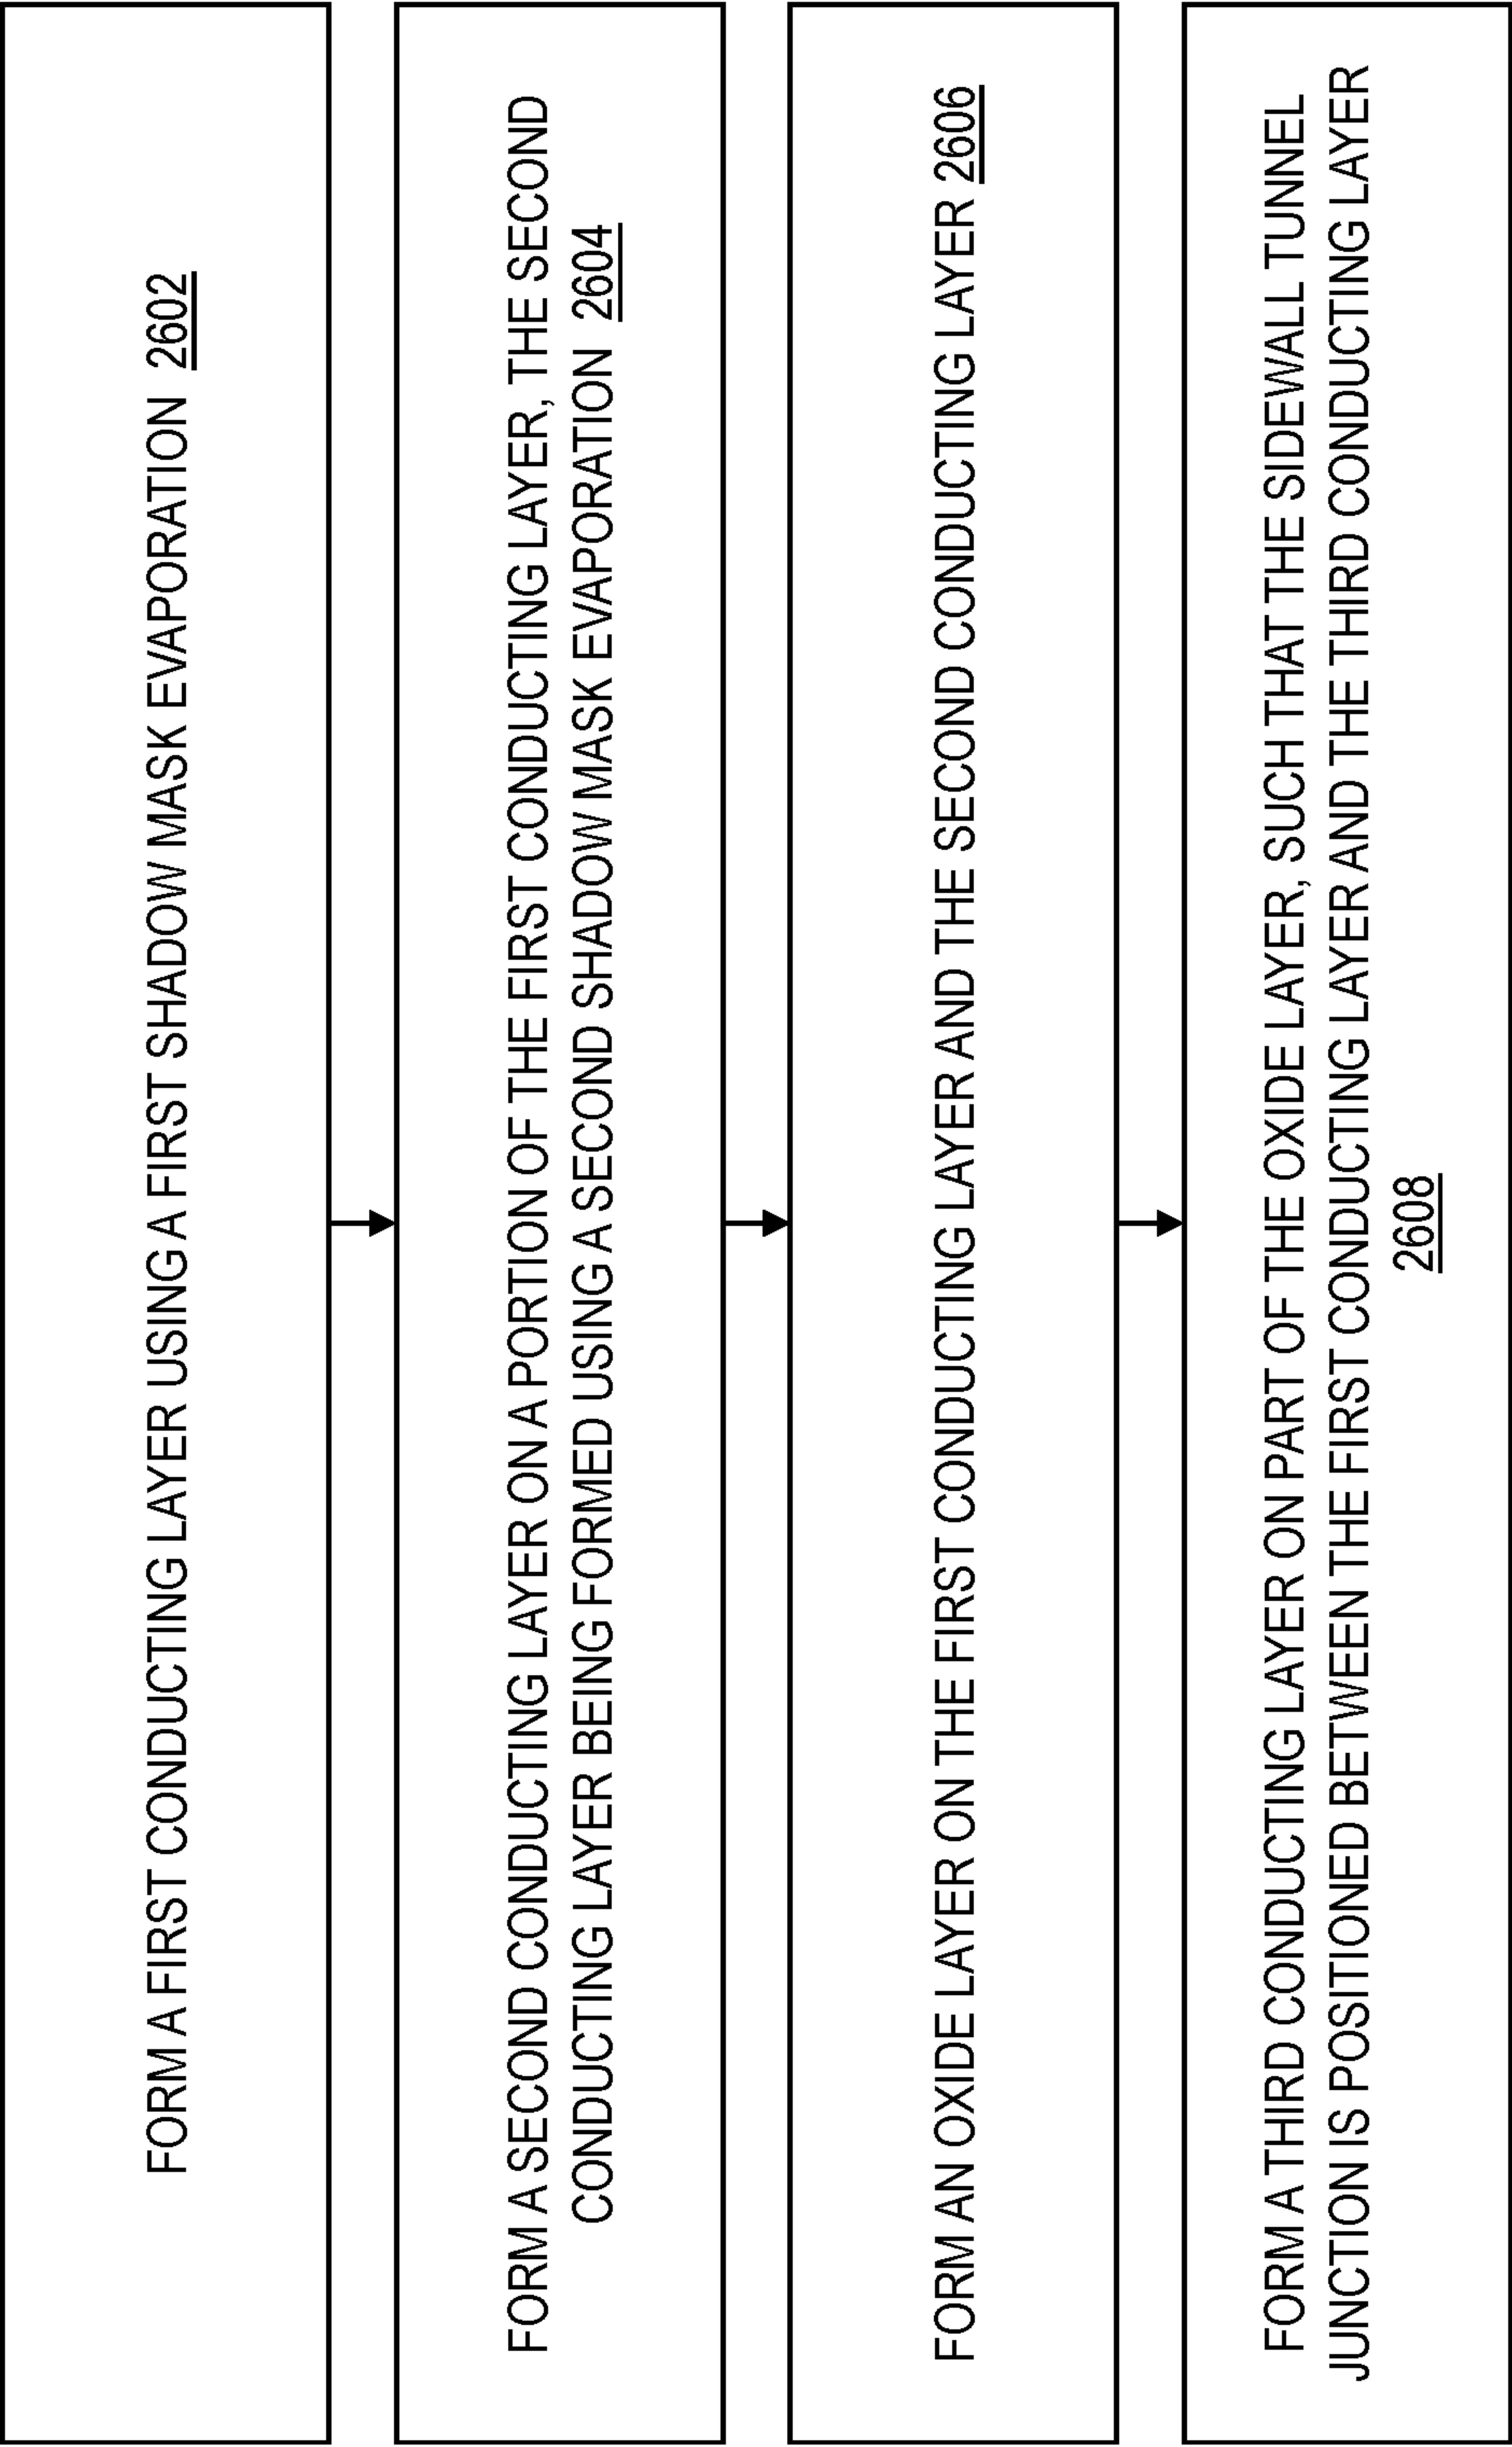 FORM A FIRST CONDUCTING LAYER USING A FIRST SHADOW MASK EVAPORATION 2602
FORM A SECOND CONDUCTING LAYER ON A PORTION OF THE FIRST CONDUCTING LAYER, THE SECOND
CONDUCTING LAYER BEING FORMED USING A SECOND SHADOW MASK EVAPORATION 2604
FORM AN OXIDE LAYER ON THE FIRST CONDUCTING LAYER AND THE SECOND CONDUCTING LAYER 2606
FORM A THIRD CONDUCTING LAYER ON PART OF THE OXIDE LAYER, SUCH THAT THE SIDEWALL TUNNEL
JUNCTION IS POSITIONED BETWEEN THE FIRST CONDUCTING LAYER AND THE THIRD CONDUCTING LAYER
2608